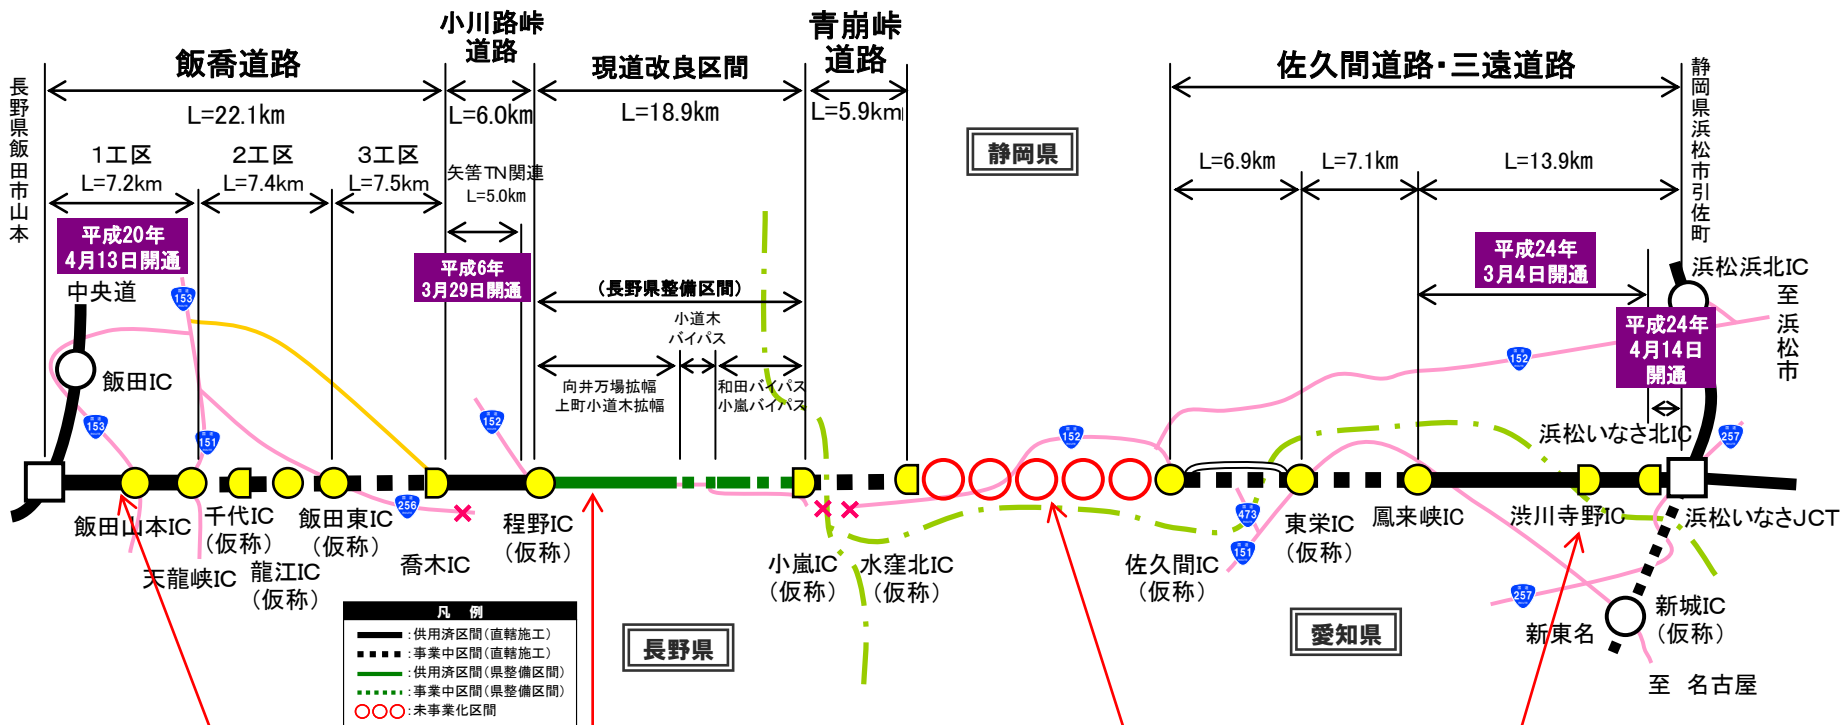 小川路峠
道路
青崩峠
道路
飯喬道路
現道改良区間
佐久間道路・三遠道路
長野県飯田市山本
静岡県浜松市引佐町
L=22.1km
L=6.0km
L=18.9km
L=5.9km
静岡県
1工区
L=7.2km
2工区
L=7.4km
3工区
L=7.5km
矢筈TN関連
L=5.0km
L=6.9km
L=7.1km
L=13.9km
平成20年
4月13日開通
平成6年
3月29日開通
平成24年
3月4日開通
平成24年
4月14日
開通
中央道
153
(長野県整備区間)
浜松浜北IC
至 浜松市
小道木
バイパス
152
飯田IC
向井万場拡幅
上町小道木拡幅
和田バイパス
小嵐バイパス
153
151
152
152
浜松いなさ北IC
257
256
473
151
飯田山本IC
天龍峡IC
千代IC
(仮称)
龍江IC
(仮称)
飯田東IC
(仮称)
喬木IC
程野IC
(仮称)
小嵐IC
(仮称)
水窪北IC
(仮称)
佐久間IC
(仮称)
東栄IC
(仮称)
鳳来峡IC
渋川寺野IC
浜松いなさJCT
257
新東名
新城IC
(仮称)
至 名古屋
長野県
愛知県
凡 例
:供用済区間(直轄施工)
:事業中区間(直轄施工)
:供用済区間(県整備区間)
:事業中区間(県整備区間)
:未事業化区間